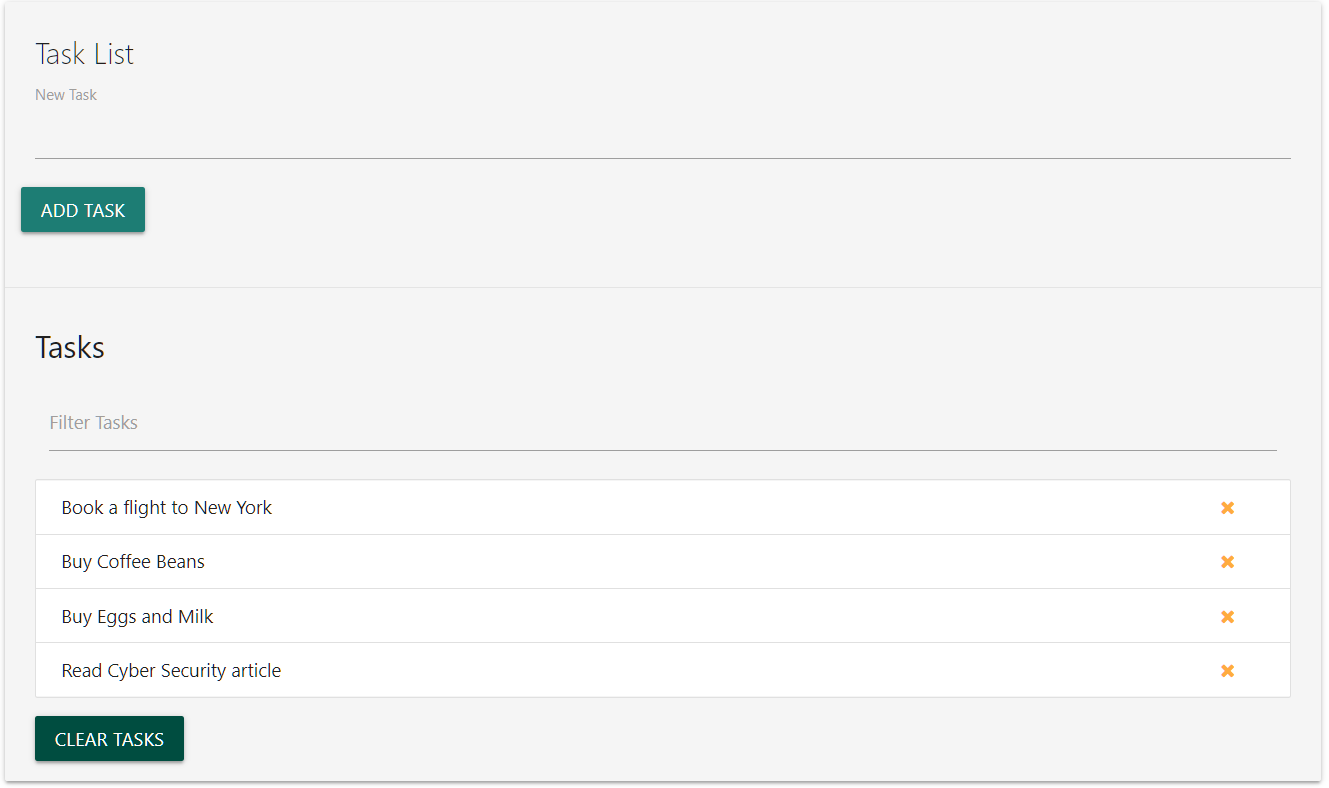 Task List
New Task
ADD TASK
Tasks
Filter Tasks
Book a flight to New York
Buy Coffee Beans
Buy Eggs and Milk
Read Cyber Security article
CLEAR TASKS